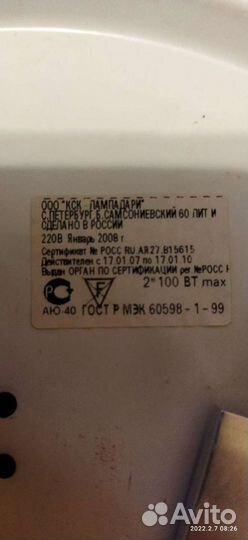 ООО "КСК ЛАМПАДАРИ"
С.ПЕТЕРБУРГ, Б.САМСОНИЕВСКИЙ 60 ЛИТ И
СДЕЛАНО В РОССИИ
220В Январь 2008 г.
Сертификат № РОСС RU.АЯ27.В15615
Действителен с 17.01.07 по 17.01.10
Выдан ОРГАН ПО СЕРТИФИКАЦИИ рег №РОСС R
Р F 2*100 ВТ max
АЮ-40 ГОСТ Р МЭК 60598-1-99
2022.2.7 08:26
Avito